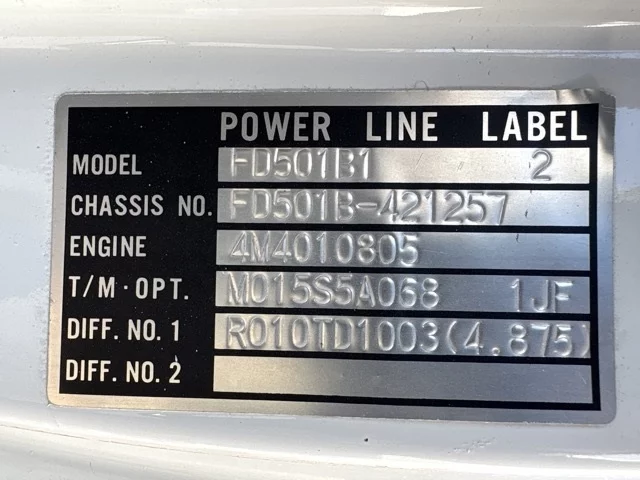 POWER LINE LABEL
MODEL FD501B1 2
CHASSIS NO. FD501B-421257
ENGINE 4M4010805
T/M·OPT. M015S5A068 1JF
DIFF. NO. 1 R010TD1003(4.875)
DIFF. NO. 2